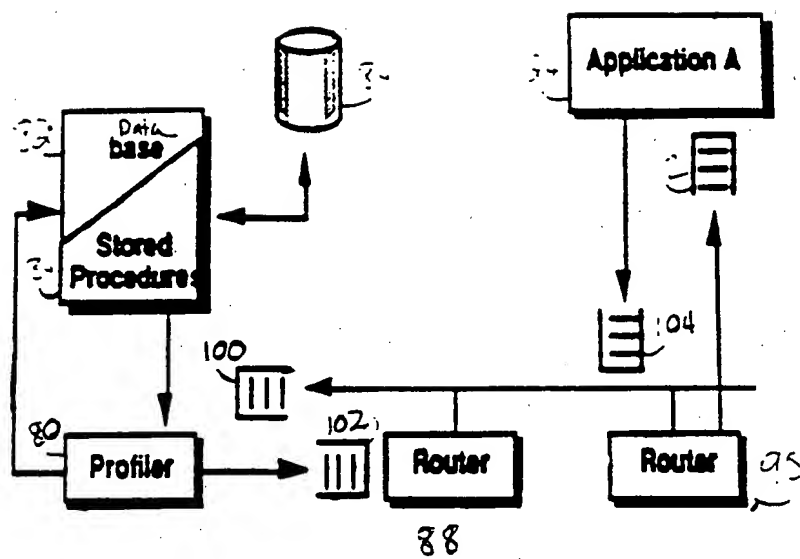 Application A
Data
base
Stored
Procedures
104
100
102
80
Profiler
Router
Router
88